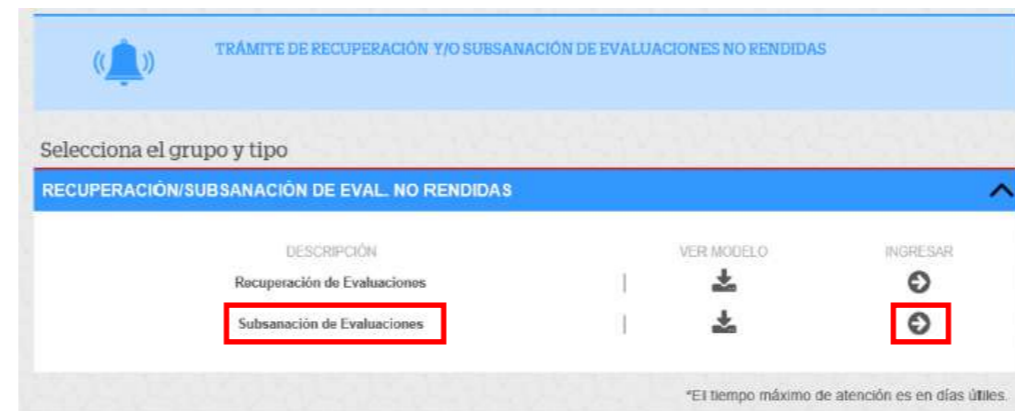 TRÁMITE DE RECUPERACIÓN Y/O SUBSANACIÓN DE EVALUACIONES NO RENDIDAS
Selecciona el grupo y tipo
RECUPERACIÓN/SUBSANACIÓN DE EVAL. NO RENDIDAS
DESCRIPCIÓN VER MODELO INGRESAR
Recuperación de Evaluaciones
Subsanación de Evaluaciones
*El tiempo máximo de atención es en días útiles.